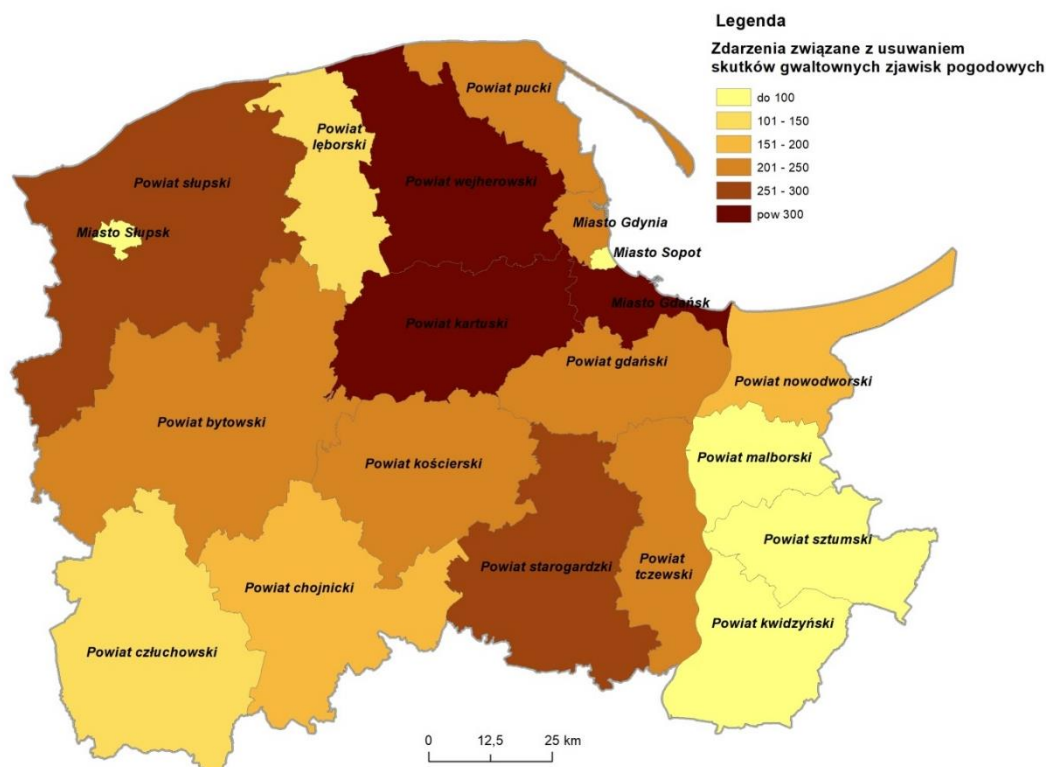 Legenda
Zdarzenia związane z usuwaniem
skutków gwałtownych zjawisk pogodowych
do 100
101 - 150
151 - 200
201 - 250
251 - 300
pow 300
Powiat pucki
Powiat
lęborski
Powiat słupski
Powiat wejherowski
Miasto Słupsk
Miasto Gdynia
Miasto Sopot
Miasto Gdańsk
Powiat kartuski
Powiat gdański
Powiat nowodworski
Powiat bytowski
Powiat kościerski
Powiat malborski
Powiat sztumski
Powiat starogardzki
Powiat
tczewski
Powiat chojnicki
Powiat kwidzyński
Powiat człuchowski
0 12,5 25 km